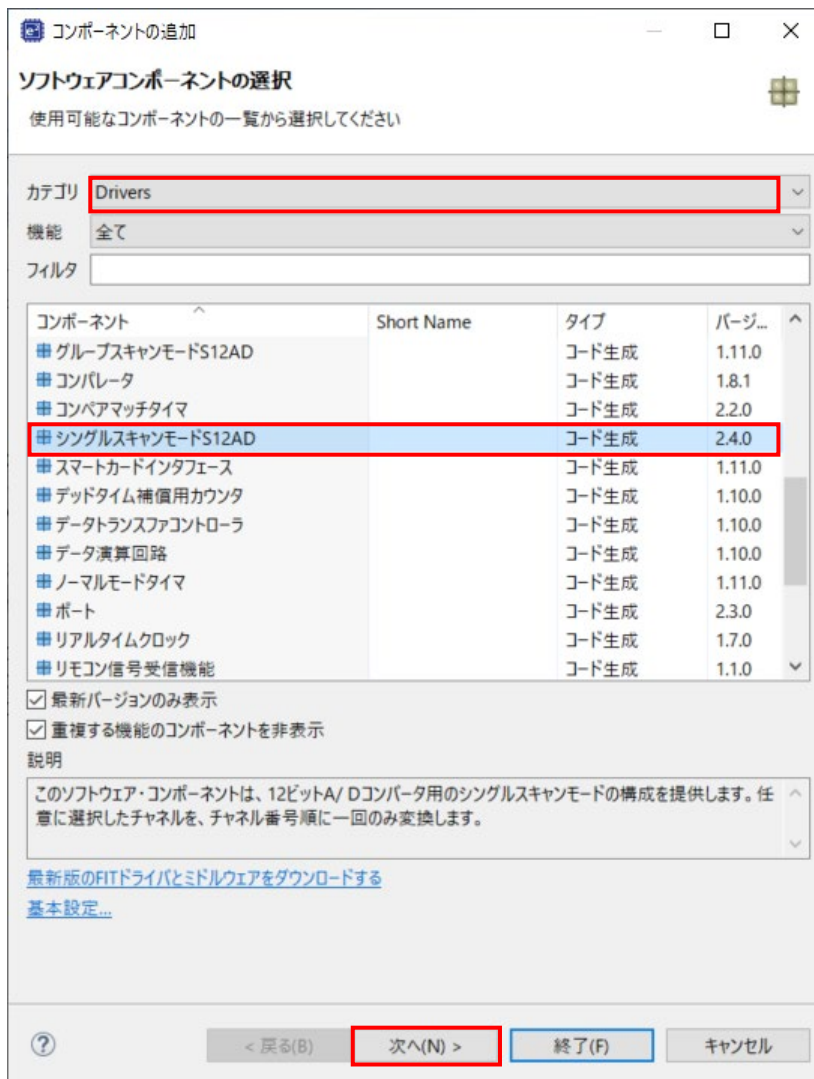 コンポーネントの追加
ソフトウェアコンポーネントの選択
使用可能なコンポーネントの一覧から選択してください
カテゴリ Drivers
機能 全て
フィルタ
コンポーネント Short Name タイプ バージ...
グループスキャンモードS12AD コード生成 1.11.0
コンパレータ コード生成 1.8.1
コンペアマッチタイマ コード生成 2.2.0
シングルスキャンモードS12AD コード生成 2.4.0
スマートカードインタフェース コード生成 1.11.0
デッドタイム補償用カウンタ コード生成 1.10.0
データトランスファコントローラ コード生成 1.10.0
データ演算回路 コード生成 1.10.0
ノーマルモードタイマ コード生成 1.11.0
ポート コード生成 2.3.0
リアルタイムクロック コード生成 1.7.0
リモコン信号受信機能 コード生成 1.1.0
最新バージョンのみ表示
重複する機能のコンポーネントを非表示
説明
このソフトウェア・コンポーネントは、12ビットA/ Dコンバータ用のシングルスキャンモードの構成を提供します。任
意に選択したチャネルを、チャネル番号順に一回のみ変換します。
最新版のFITドライバとミドルウェアをダウンロードする
基本設定...
? < 戻る(B) 次へ(N) > 終了(F) キャンセル